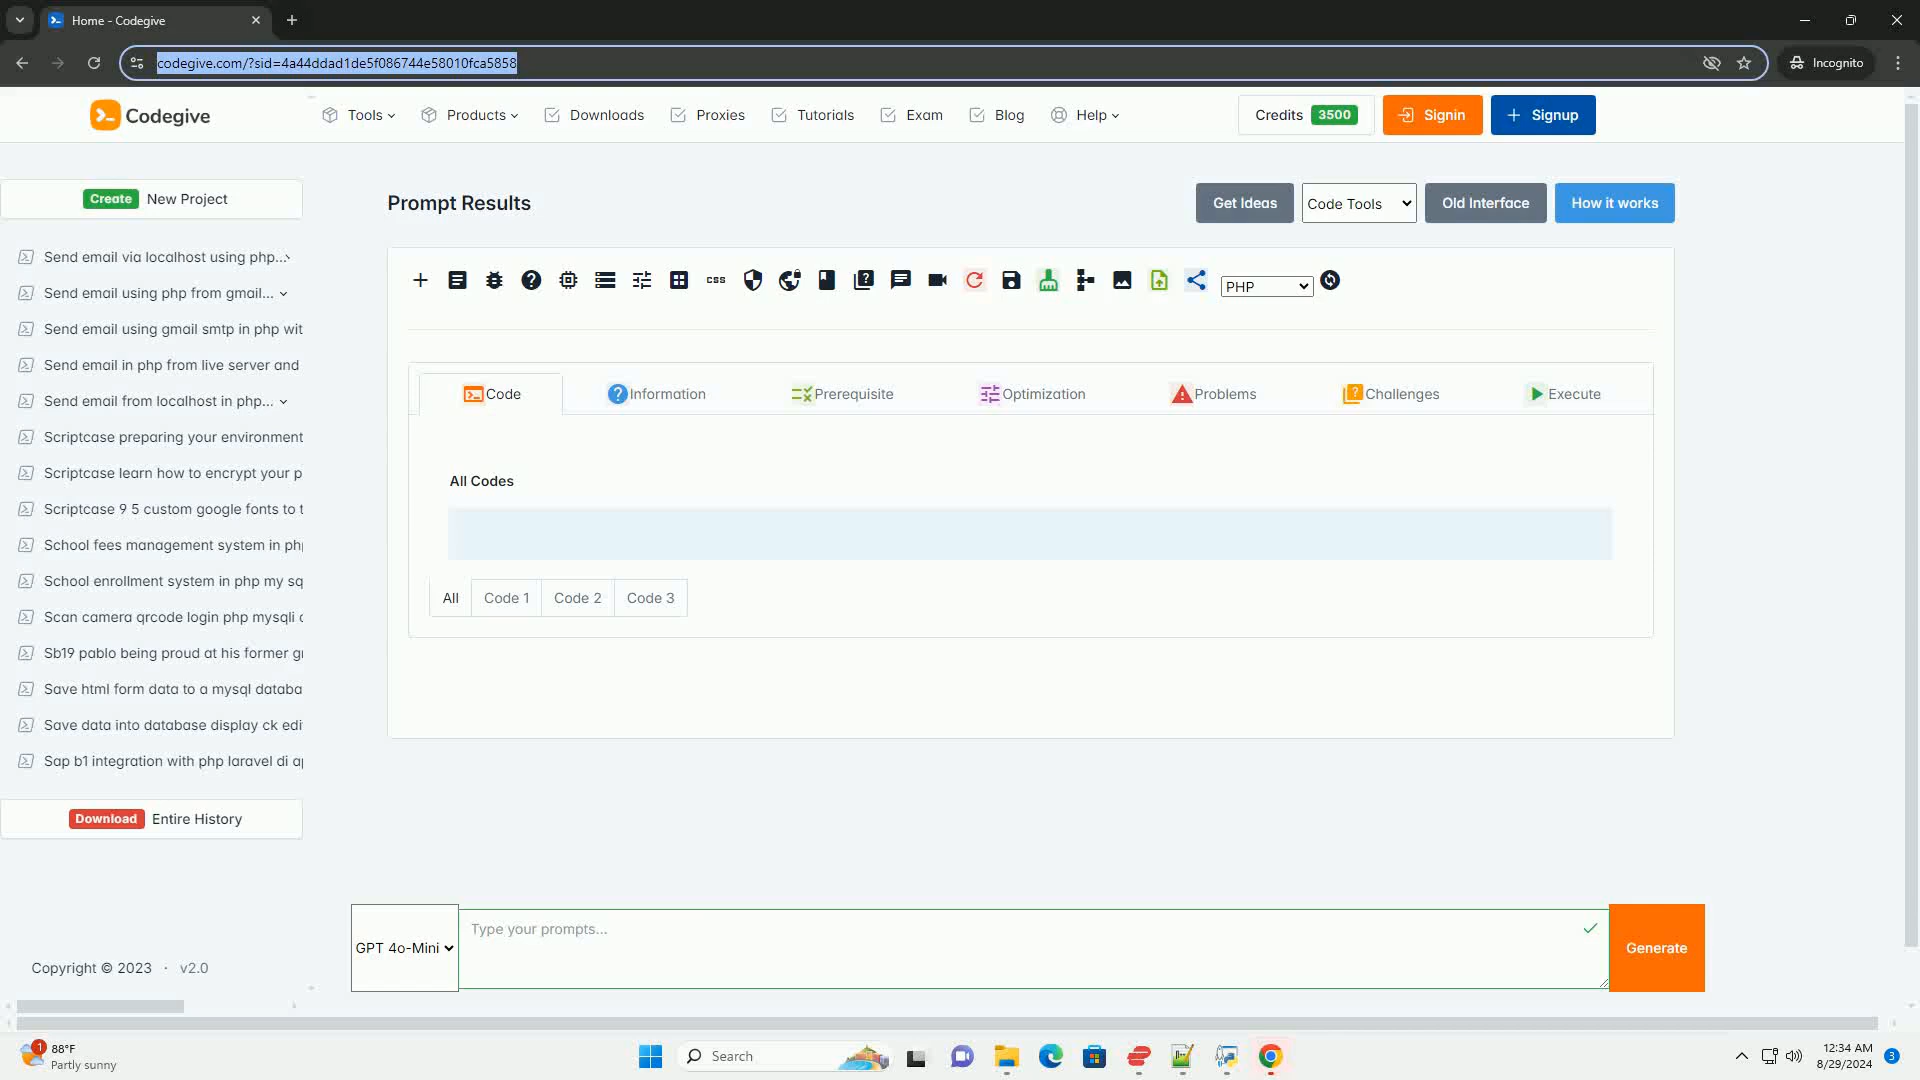 Home - Codegive
codegive.com/?sid=4a44ddad1de5f086744e58010fca5858
Incognito
Codegive
Tools
Products
Downloads
Proxies
Tutorials
Exam
Blog
Help
Credits 3500
Signin
Signup
Create New Project
Send email via localhost using php...
Send email using php from gmail...
Send email using gmail smtp in php wit
Send email in php from live server and
Send email from localhost in php...
Scriptcase preparing your environment
Scriptcase learn how to encrypt your p
Scriptcase 9 5 custom google fonts to t
School fees management system in ph
School enrollment system in php my sq
Scan camera qrcode login php mysqli c
Sb19 pablo being proud at his former gr
Save html form data to a mysql databa
Save data into database display ck edi
Sap b1 integration with php laravel di a
Download Entire History
Copyright © 2023 · v2.0
Prompt Results
Get Ideas
Code Tools
Old Interface
How it works
css
PHP
Code
Information
Prerequisite
Optimization
Problems
Challenges
Execute
All Codes
All
Code 1
Code 2
Code 3
GPT 4o-Mini
Type your prompts...
Generate
1
88°F
Partly sunny
Search
12:34 AM
8/29/2024
3